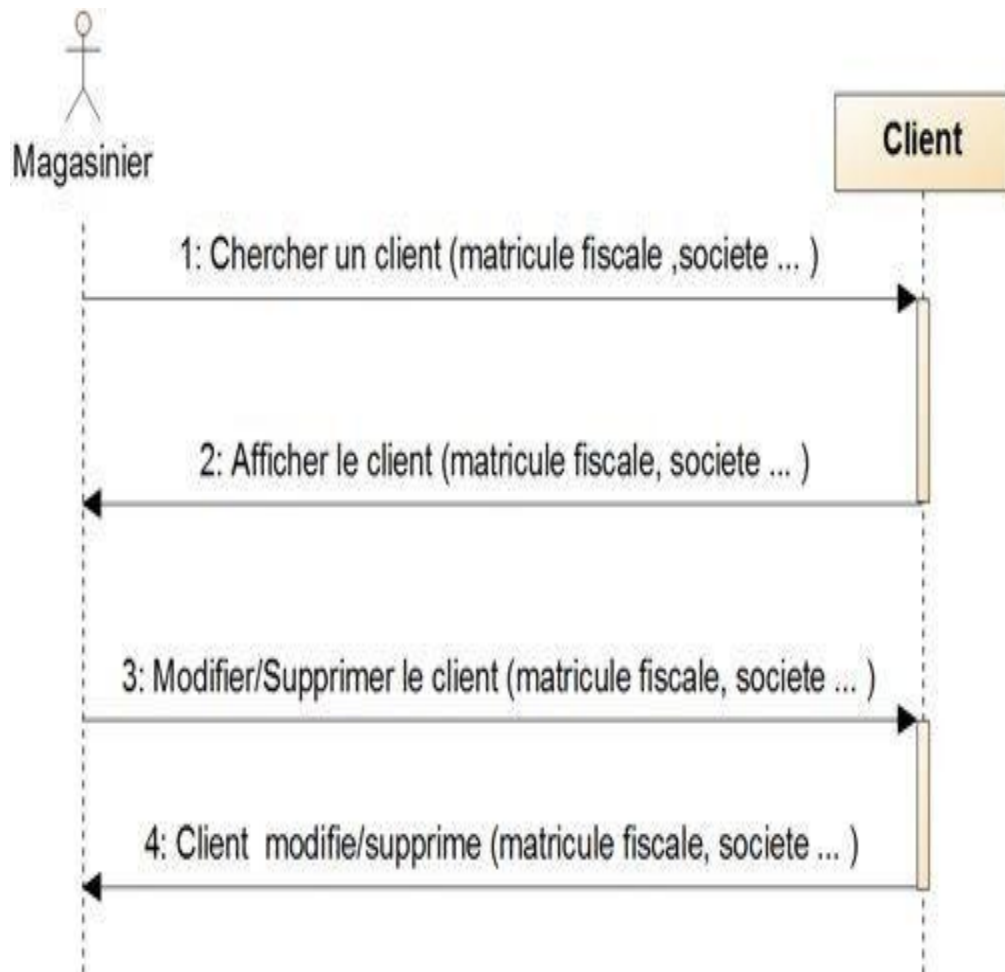 Magasinier
Client
1: Chercher un client (matricule fiscale ,societe ... )
2: Afficher le client (matricule fiscale, societe ... )
3: Modifier/Supprimer le client (matricule fiscale, societe ... )
4: Client modifie/supprime (matricule fiscale, societe ... )